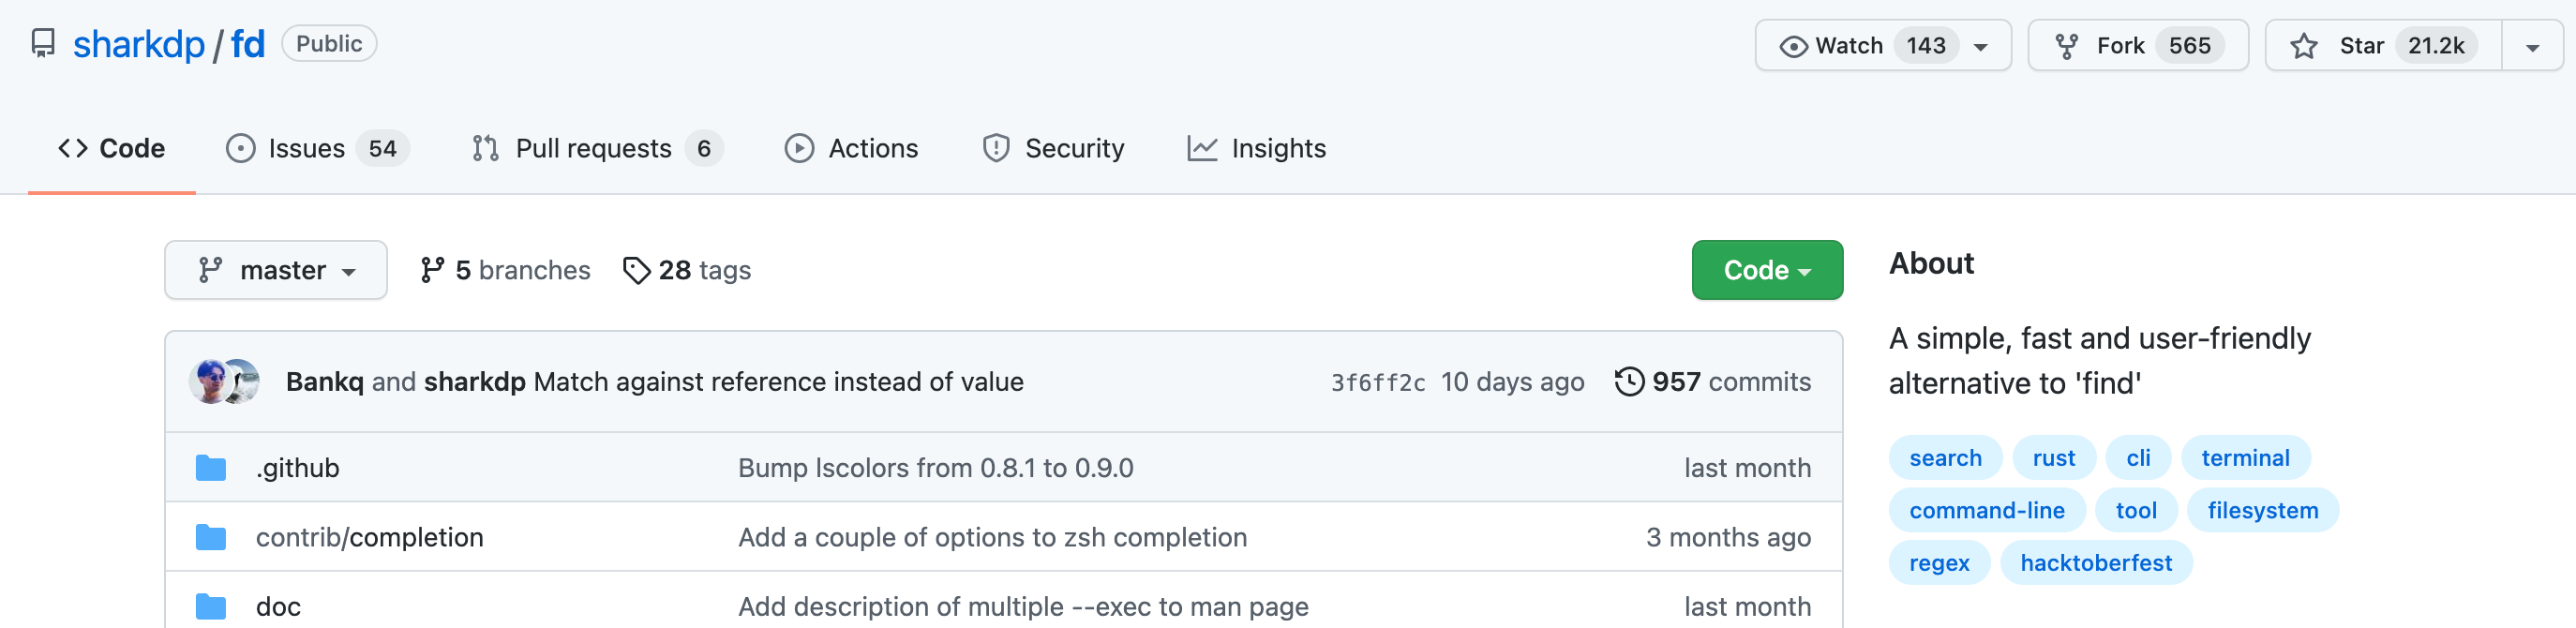 sharkdp / fd Public
Watch 143
Fork 565
Star 21.2k
Code
Issues 54
Pull requests 6
Actions
Security
Insights
master
5 branches
28 tags
Code
Bankq and sharkdp Match against reference instead of value
3f6ff2c 10 days ago
957 commits
.github Bump lscolors from 0.8.1 to 0.9.0 last month
contrib/completion Add a couple of options to zsh completion 3 months ago
doc Add description of multiple --exec to man page last month
About
A simple, fast and user-friendly
alternative to 'find'
search rust cli terminal
command-line tool filesystem
regex hacktoberfest